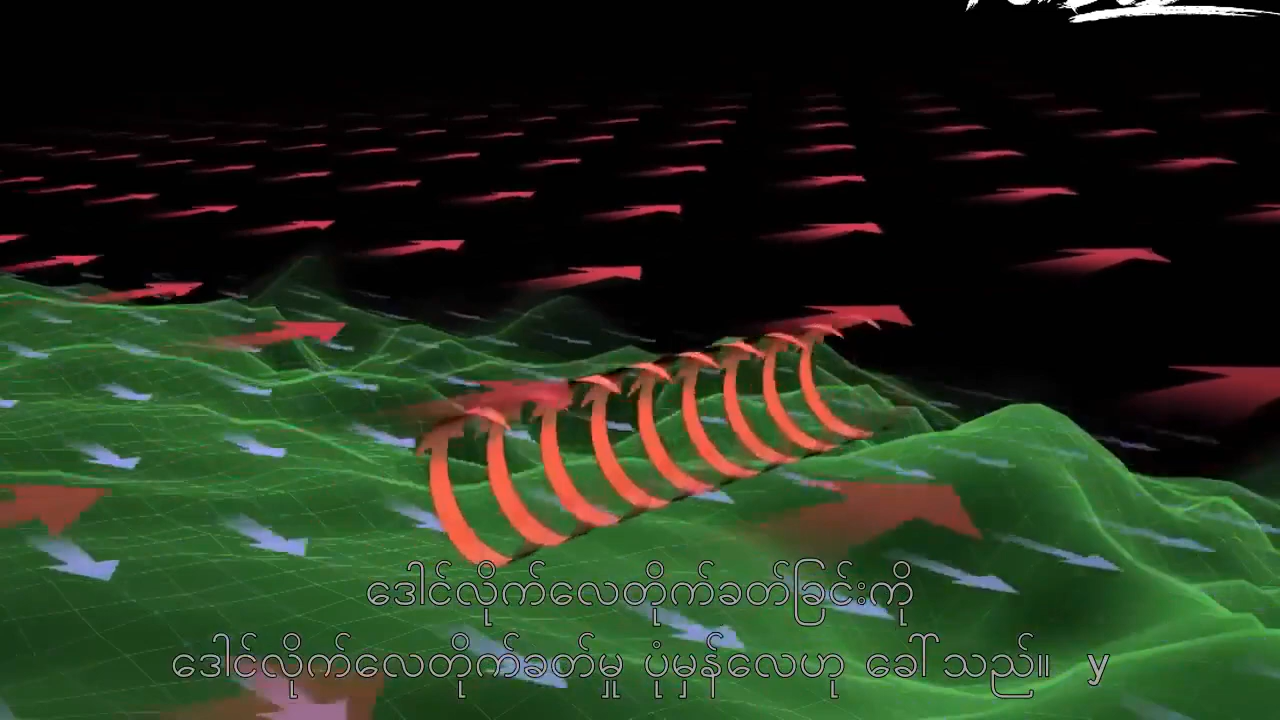 ဒေါင်လိုက်လေတိုက်ခတ်ခြင်းကို
ဒေါင်လိုက်လေတိုက်ခတ်မှု ပုံမှန်လေဟု ခေါ်သည်။ y